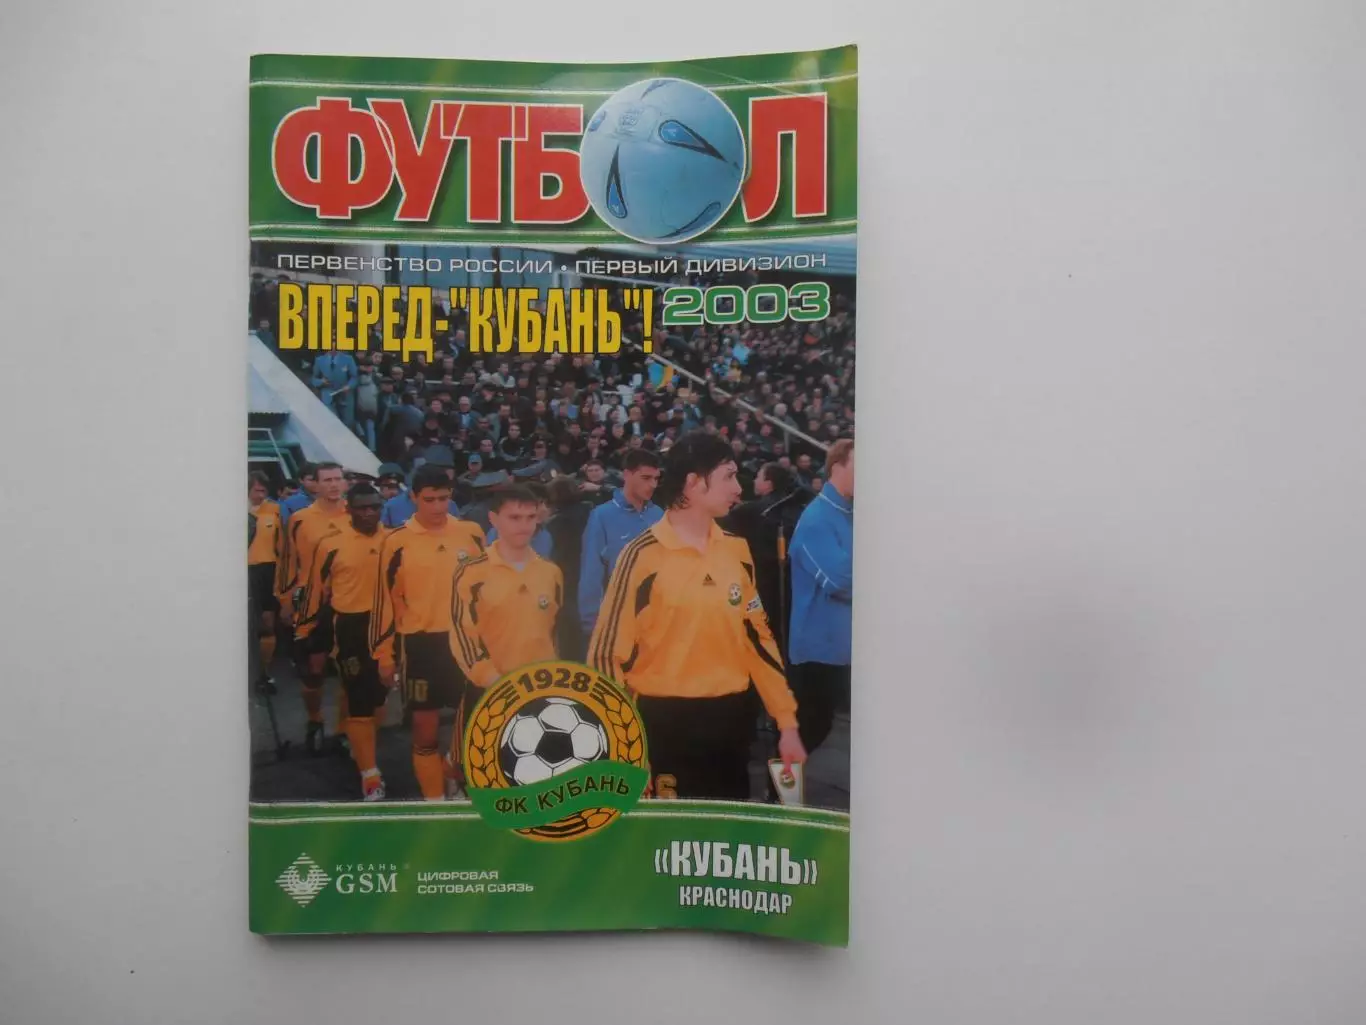 ФУТБОЛ
ПЕРВЕНСТВО РОССИИ • ПЕРВЫЙ ДИВИЗИОН
ВПЕРЕД-"КУБАНЬ"! 2003
1928
ФК КУБАНЬ
КУБАНЬ
GSM
ЦИФРОВАЯ
СОТОВАЯ СВЯЗЬ
«КУБАНЬ»
КРАСНОДАР